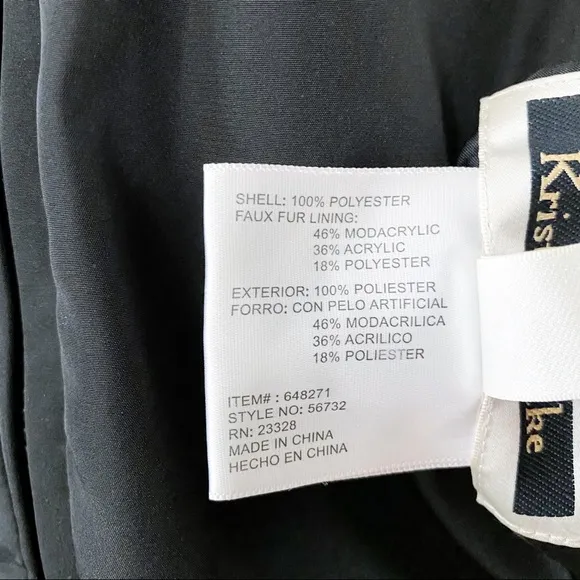 SHELL: 100% POLYESTER
FAUX FUR LINING:
46% MODACRYLIC
36% ACRYLIC
18% POLYESTER
EXTERIOR: 100% POLIESTER
FORRO: CON PELO ARTIFICIAL
46% MODACRILICA
36% ACRILICO
18% POLIESTER
ITEM# : 648271
STYLE NO: 56732
RN: 23328
MADE IN CHINA
HECHO EN CHINA
Kris
ke